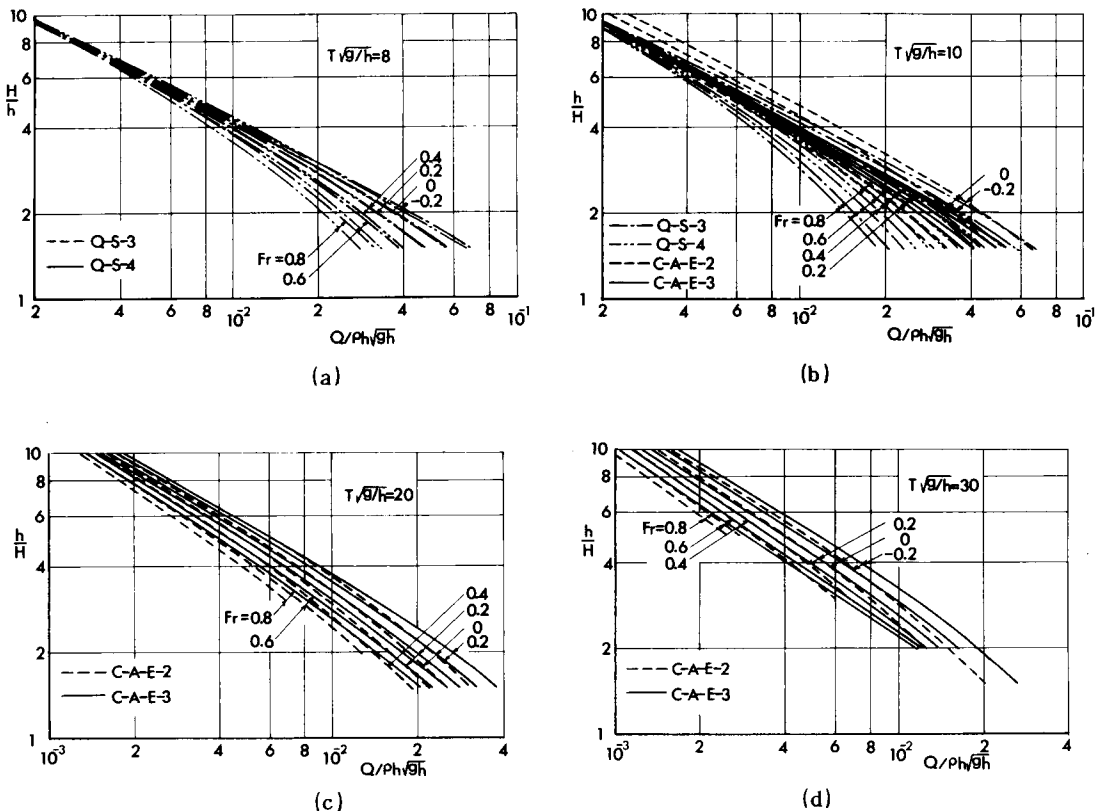 10
8
6
4
2
1
H
h
T√g/h=8
0.4
0.2
0
-0.2
Fr=0.8
0.6
Q-S-3
Q-S-4
2 4 6 8 10⁻² 2 4 6 8 10⁻¹
Q/ρh√gh
(a)
10
8
6
4
2
1
h
H
T√g/h=10
0
-0.2
Fr=0.8
0.6
0.4
0.2
Q-S-3
Q-S-4
C-A-E-2
C-A-E-3
2 4 6 8 10⁻² 2 4 6 8 10⁻¹
Q/ρh√gh
(b)
10
8
6
4
2
1
h
H
T√g/h=20
Fr=0.8
0.6
0.4
0.2
0
0.2
C-A-E-2
C-A-E-3
10⁻³ 2 4 6 8 10⁻² 2 4
Q/ρh√gh
(c)
10
8
6
4
2
1
h
H
T√g/h=30
Fr=0.8
0.6
0.4
0.2
0
-0.2
C-A-E-2
C-A-E-3
10⁻³ 2 4 6 8 10⁻² 2 4
Q/ρh√gh
(d)